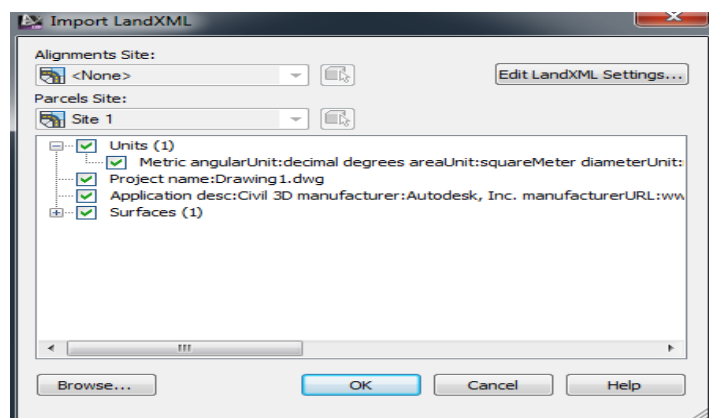 Import LandXML
Alignments Site:
<None>
Edit LandXML Settings...
Parcels Site:
Site 1
Units (1)
Metric angularUnit:decimal degrees areaUnit:squareMeter diameterUnit:
Project name:Drawing1.dwg
Application desc:Civil 3D manufacturer:Autodesk, Inc. manufacturerURL:ww
Surfaces (1)
Browse... OK Cancel Help